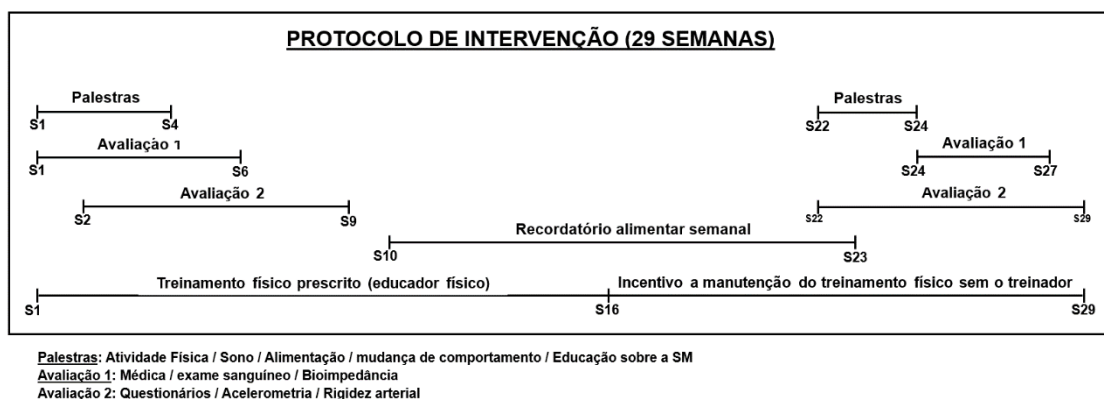 PROTOCOLO DE INTERVENÇÃO (29 SEMANAS)
Palestras
S1 S4
Palestras
S22 S24
Avaliação 1
S1 S6
Avaliação 1
S24 S27
Avaliação 2
S2 S9
Avaliação 2
S22 S29
Recordatório alimentar semanal
S10 S23
Treinamento físico prescrito (educador físico) Incentivo a manutenção do treinamento físico sem o treinador
S1 S16 S29
Palestras: Atividade Física / Sono / Alimentação / mudança de comportamento / Educação sobre a SM
Avaliação 1: Médica / exame sanguíneo / Bioimpedância
Avaliação 2: Questionários / Acelerometria / Rigidez arterial